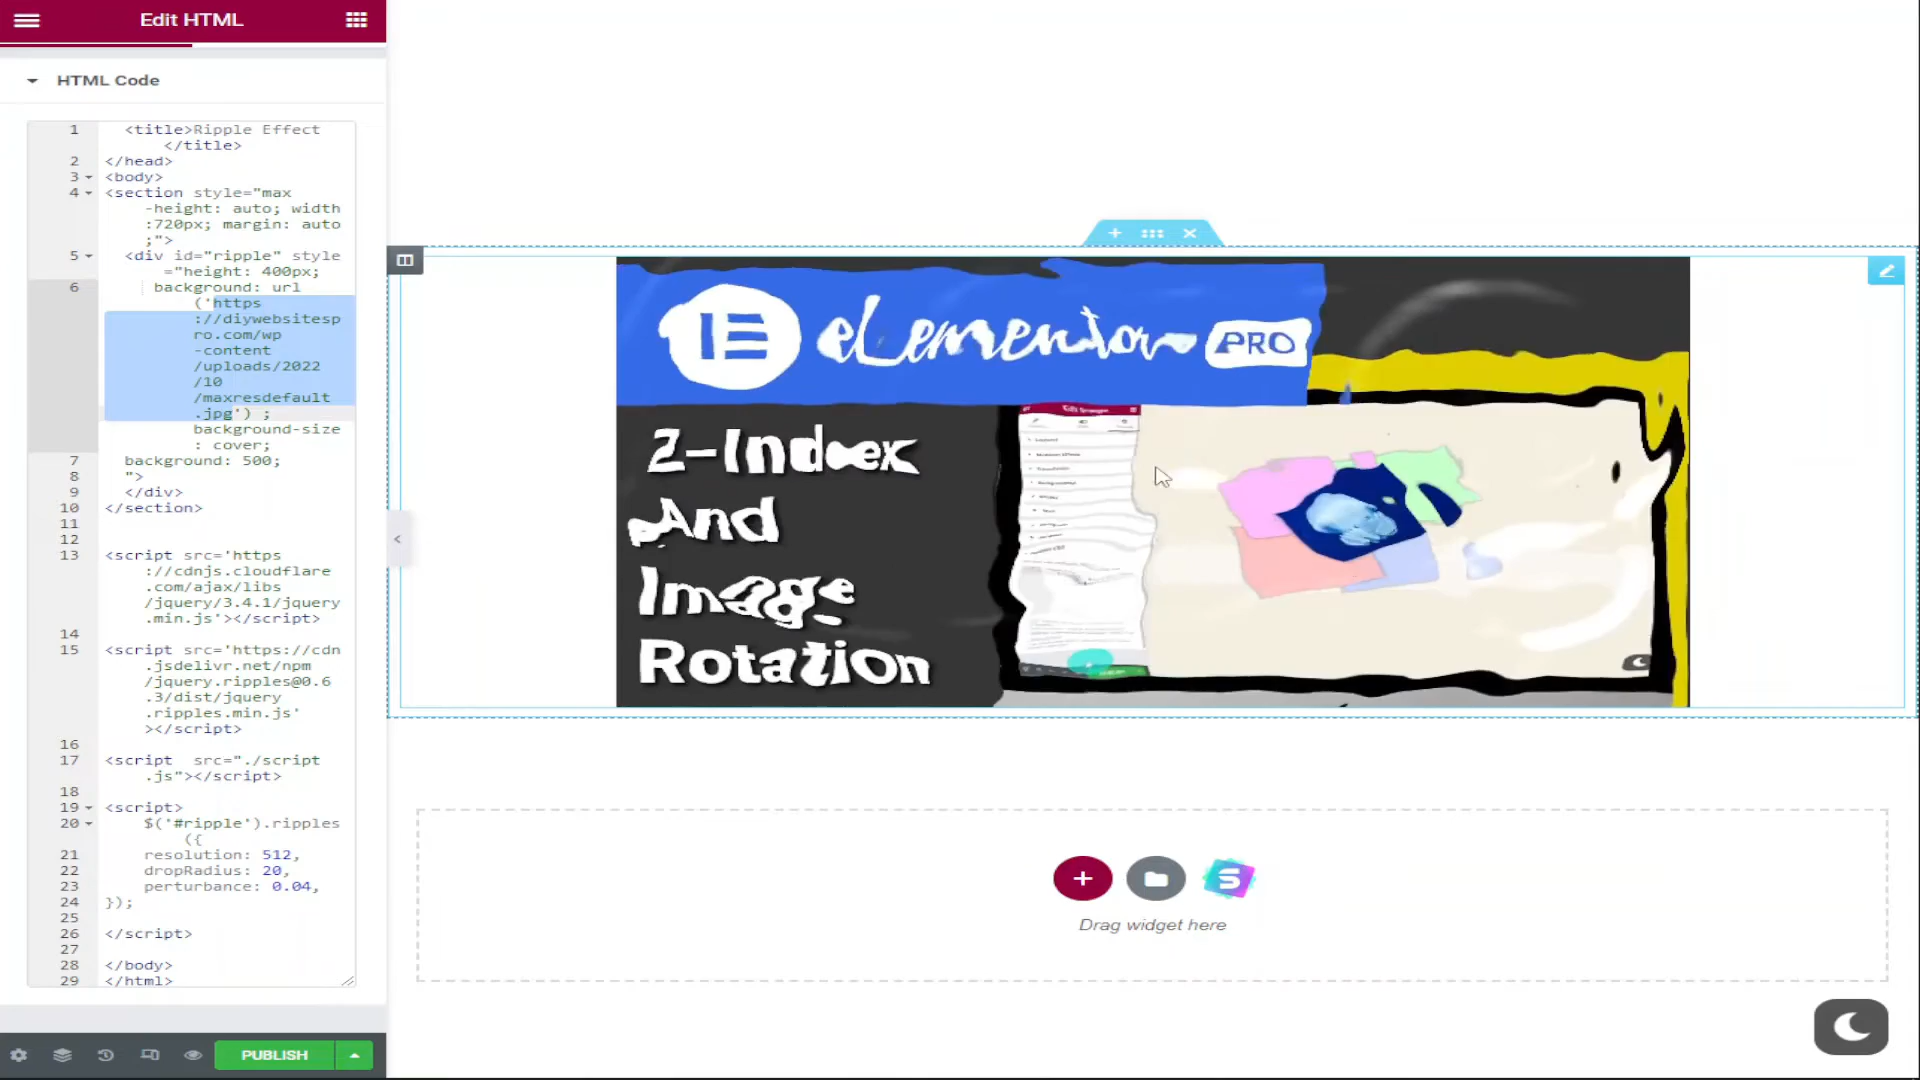 Edit HTML
HTML Code
1 <title>Ripple Effect
</title>
2 </head>
3 <body>
4 <section style="max
-height: auto; width
:720px; margin: auto
;">
5 <div id="ripple" style
="height: 400px;
6 background: url
('https
://diywebsitesp
ro.com/wp
-content
/uploads/2022
/10
/maxresdefault
.jpg') ;
background-size
: cover;
7 background: 500;
8 ">
9 </div>
10 </section>
11
12
13 <script src='https
://cdnjs.cloudflare
.com/ajax/libs
/jquery/3.4.1/jquery
.min.js'></script>
14
15 <script src='https://cdn
.jsdelivr.net/npm
/jquery.ripples@0.6
.3/dist/jquery
.ripples.min.js'
></script>
16
17 <script  src="./script
.js"></script>
18
19 <script>
20 $('#ripple').ripples
({
21 resolution: 512,
22 dropRadius: 20,
23 perturbance: 0.04,
24 });
25
26 </script>
27
28 </body>
29 </html>
PUBLISH
elementor PRO
Z-Index
And
Image
Rotation
Drag widget here